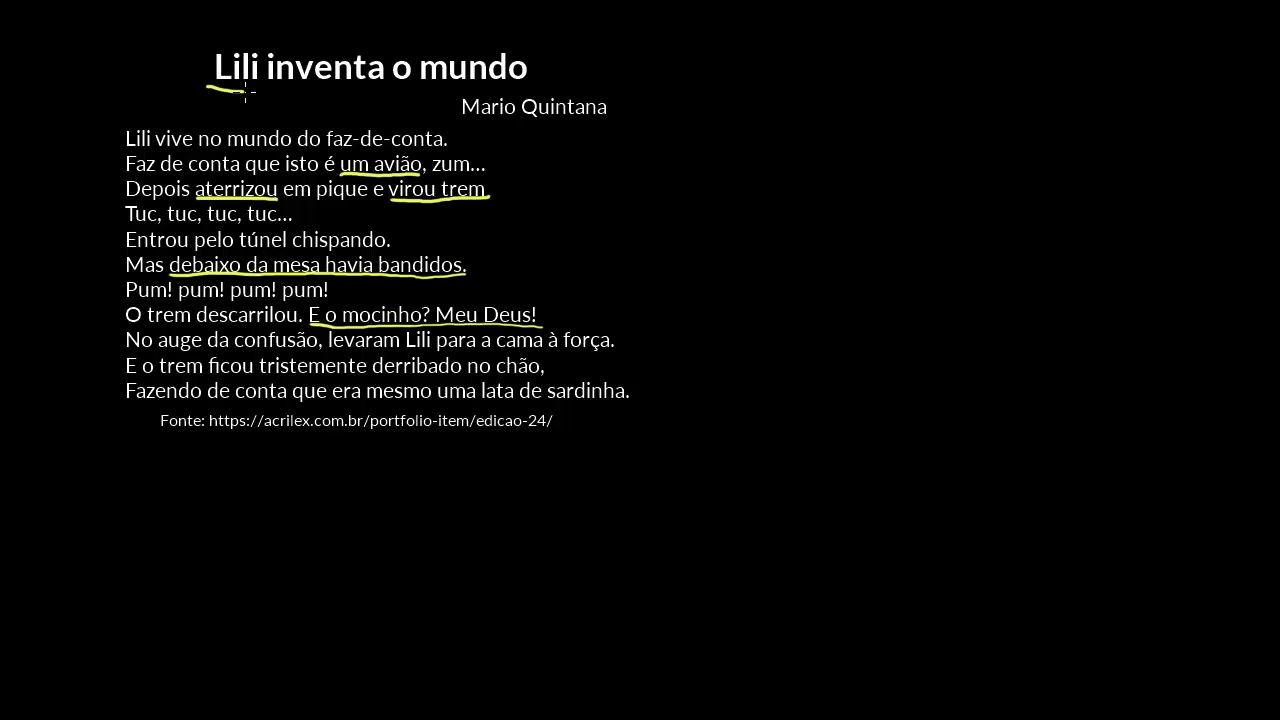 Lili inventa o mundo
Mario Quintana
Lili vive no mundo do faz-de-conta.
Faz de conta que isto é um avião, zum...
Depois aterrizou em pique e virou trem
Tuc, tuc, tuc, tuc...
Entrou pelo túnel chispando.
Mas debaixo da mesa havia bandidos.
Pum! pum! pum! pum!
O trem descarrilou. E o mocinho? Meu Deus!
No auge da confusão, levaram Lili para a cama à força.
E o trem ficou tristemente derribado no chão,
Fazendo de conta que era mesmo uma lata de sardinha.
Fonte: https://acrilex.com.br/portfolio-item/edicao-24/